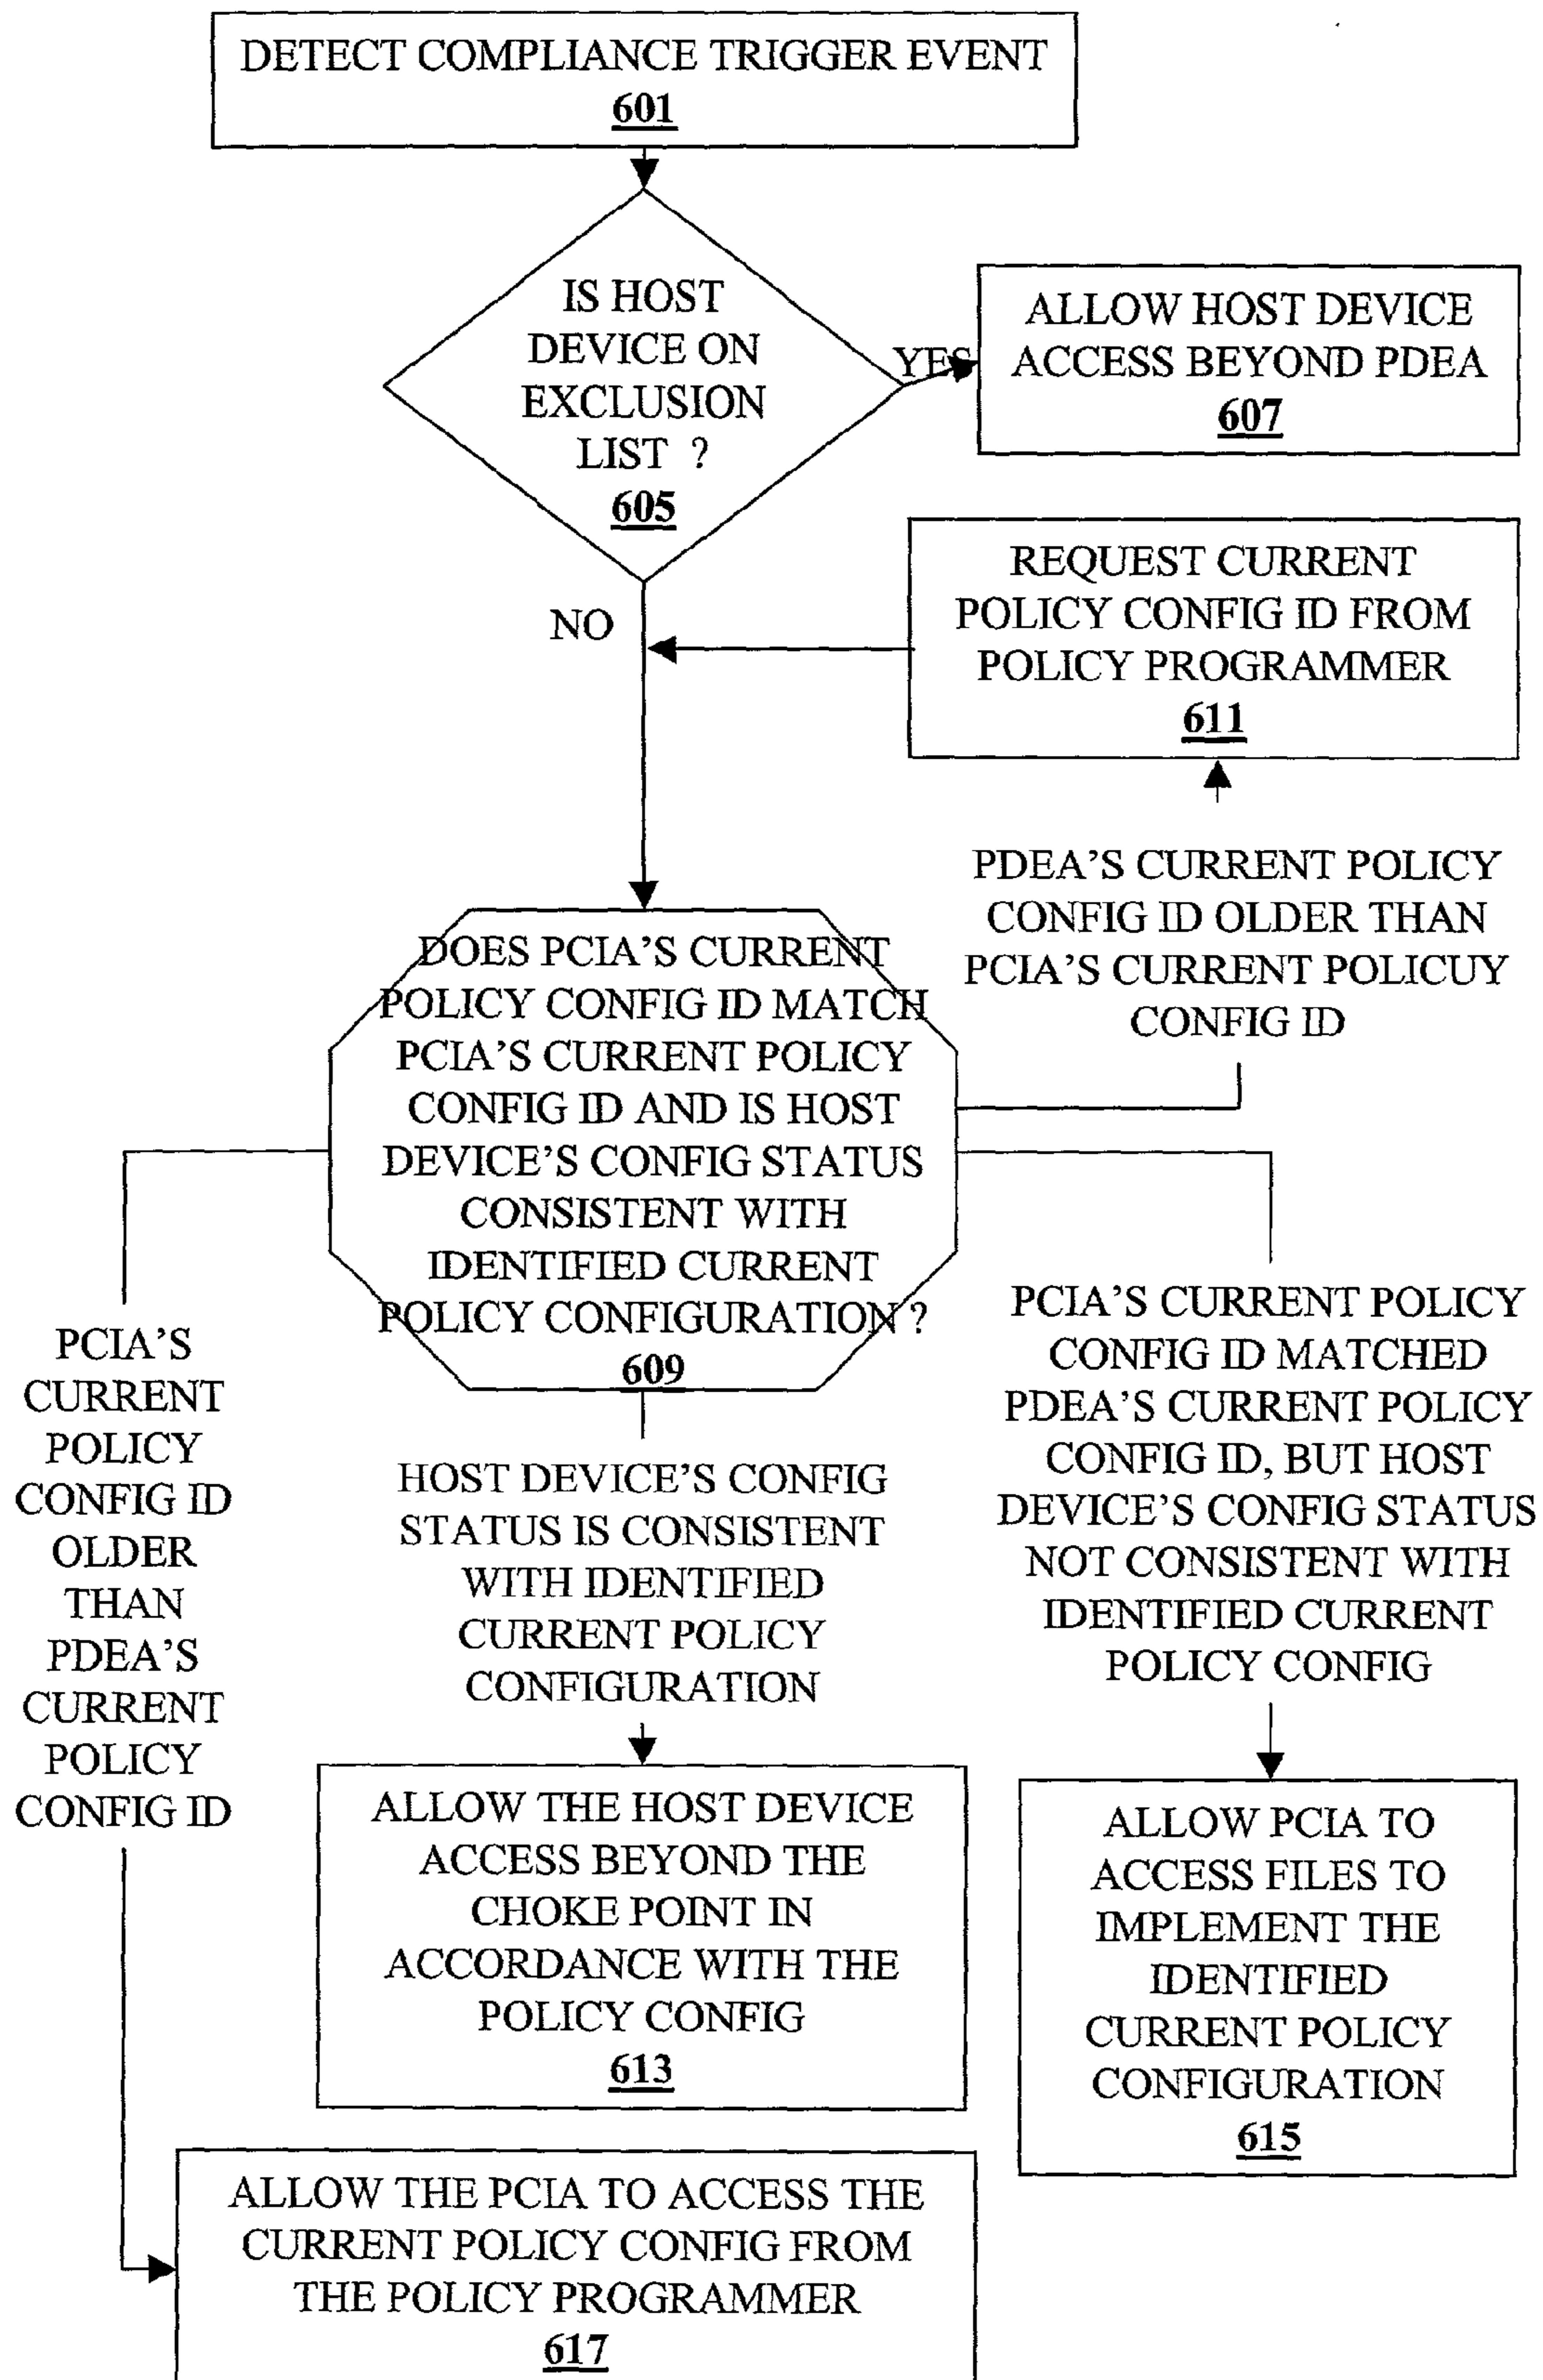 DETECT COMPLIANCE TRIGGER EVENT
601
IS HOST
DEVICE ON
EXCLUSION
LIST ?
605
YES
ALLOW HOST DEVICE
ACCESS BEYOND PDEA
607
NO
REQUEST CURRENT
POLICY CONFIG ID FROM
POLICY PROGRAMMER
611
PDEA'S CURRENT POLICY
CONFIG ID OLDER THAN
PCIA'S CURRENT POLICUY
CONFIG ID
DOES PCIA'S CURRENT
POLICY CONFIG ID MATCH
PCIA'S CURRENT POLICY
CONFIG ID AND IS HOST
DEVICE'S CONFIG STATUS
CONSISTENT WITH
IDENTIFIED CURRENT
POLICY CONFIGURATION ?
609
PCIA'S
CURRENT
POLICY
CONFIG ID
OLDER
THAN
PDEA'S
CURRENT
POLICY
CONFIG ID
HOST DEVICE'S CONFIG
STATUS IS CONSISTENT
WITH IDENTIFIED
CURRENT POLICY
CONFIGURATION
PCIA'S CURRENT POLICY
CONFIG ID MATCHED
PDEA'S CURRENT POLICY
CONFIG ID, BUT HOST
DEVICE'S CONFIG STATUS
NOT CONSISTENT WITH
IDENTIFIED CURRENT
POLICY CONFIG
ALLOW THE HOST DEVICE
ACCESS BEYOND THE
CHOKE POINT IN
ACCORDANCE WITH THE
POLICY CONFIG
613
ALLOW PCIA TO
ACCESS FILES TO
IMPLEMENT THE
IDENTIFIED
CURRENT POLICY
CONFIGURATION
615
ALLOW THE PCIA TO ACCESS THE
CURRENT POLICY CONFIG FROM
THE POLICY PROGRAMMER
617